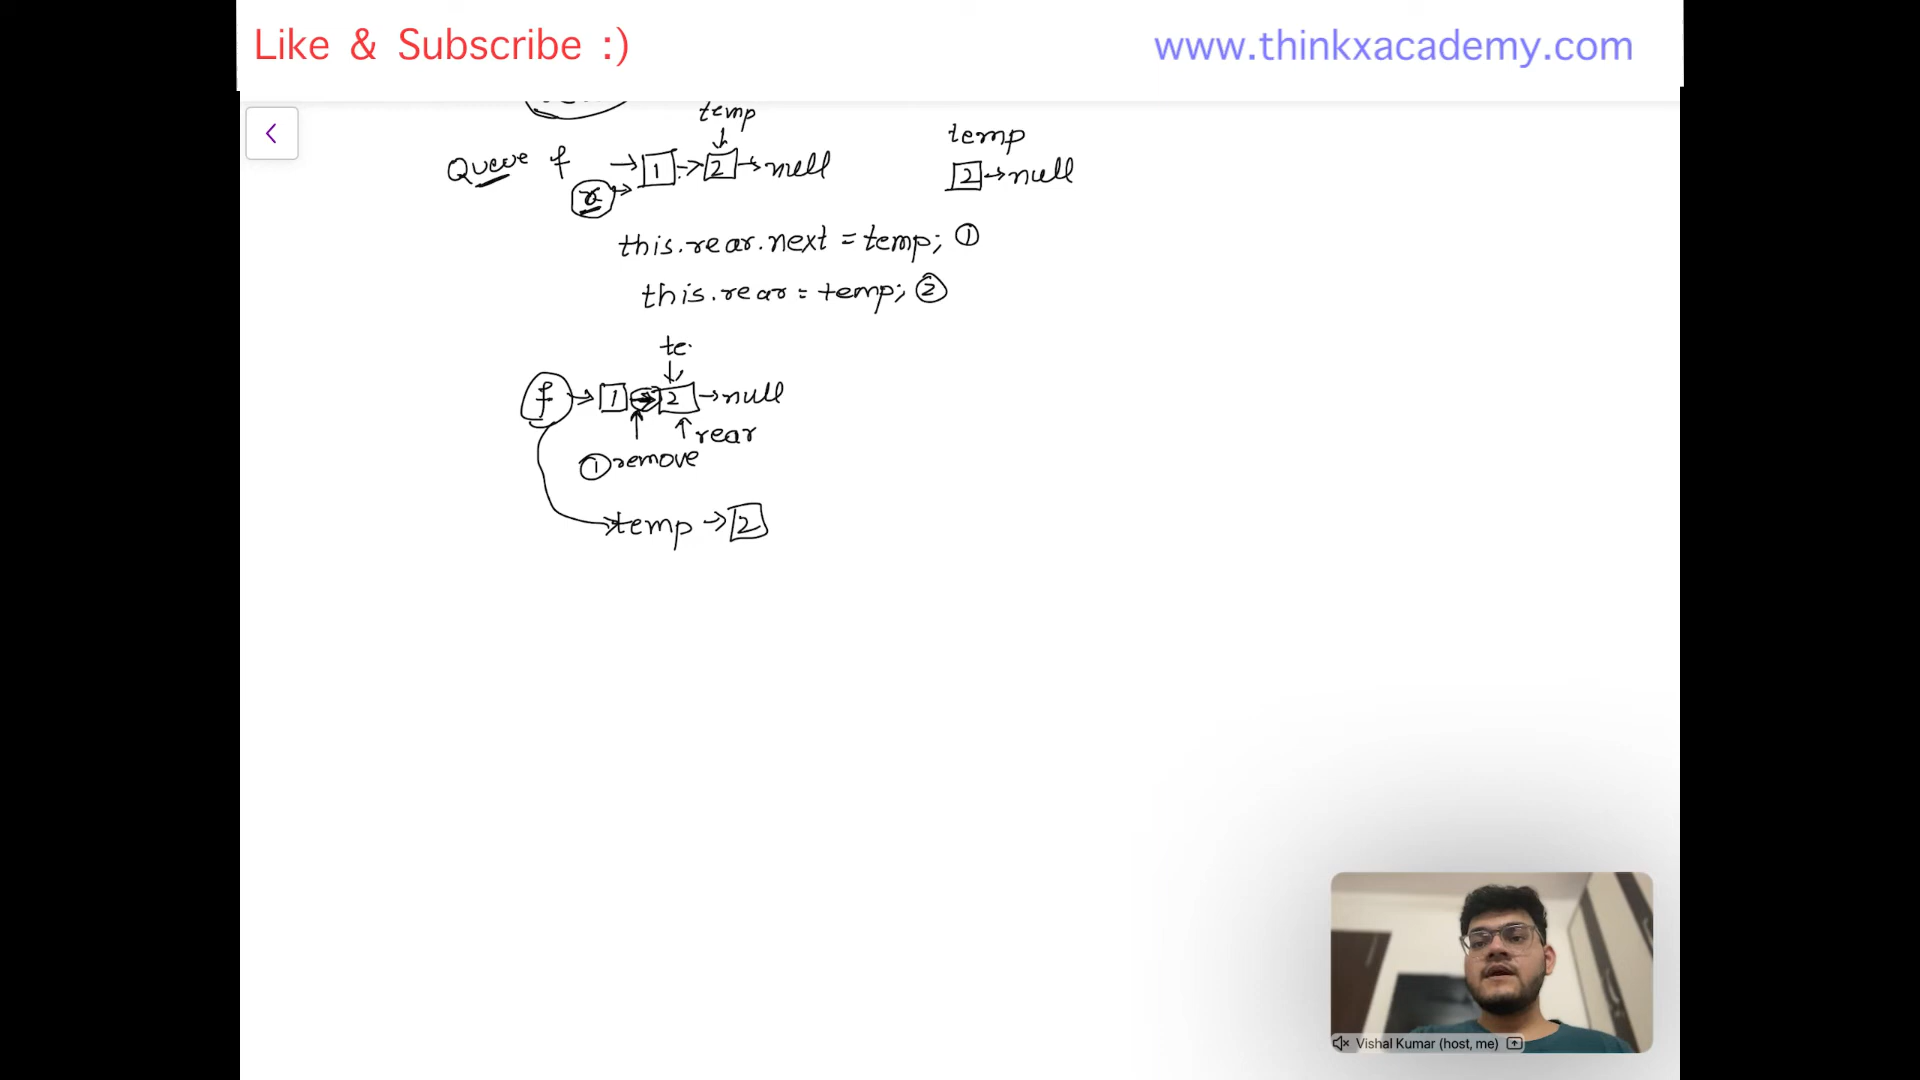 Like & Subscribe :)
www.thinkxacademy.com
temp
temp
Queue f → 1 → 2 → null
2 → null
r →
this.rear.next = temp; ①
this.rear = temp; ②
te.
f → 1 → 2 → null
↑ ↑ rear
① remove
temp → 2
Vishal Kumar (host, me)